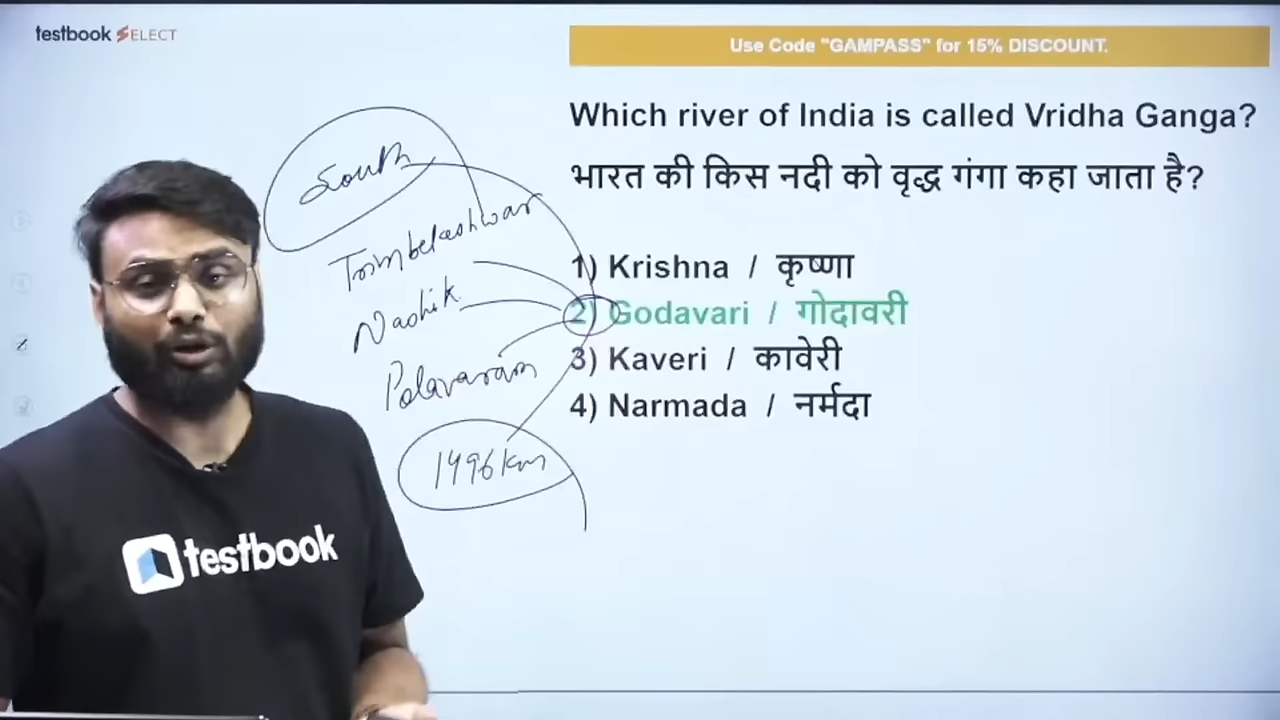 testbook SELECT
Use Code "GAMPASS" for 15% DISCOUNT.
Which river of India is called Vridha Ganga?
भारत की किस नदी को वृद्ध गंगा कहा जाता है?
1) Krishna / कृष्णा
2) Godavari / गोदावरी
3) Kaveri / कावेरी
4) Narmada / नर्मदा
South
Trimbekeshwar
Nashik
Polavaram
1496 km
testbook